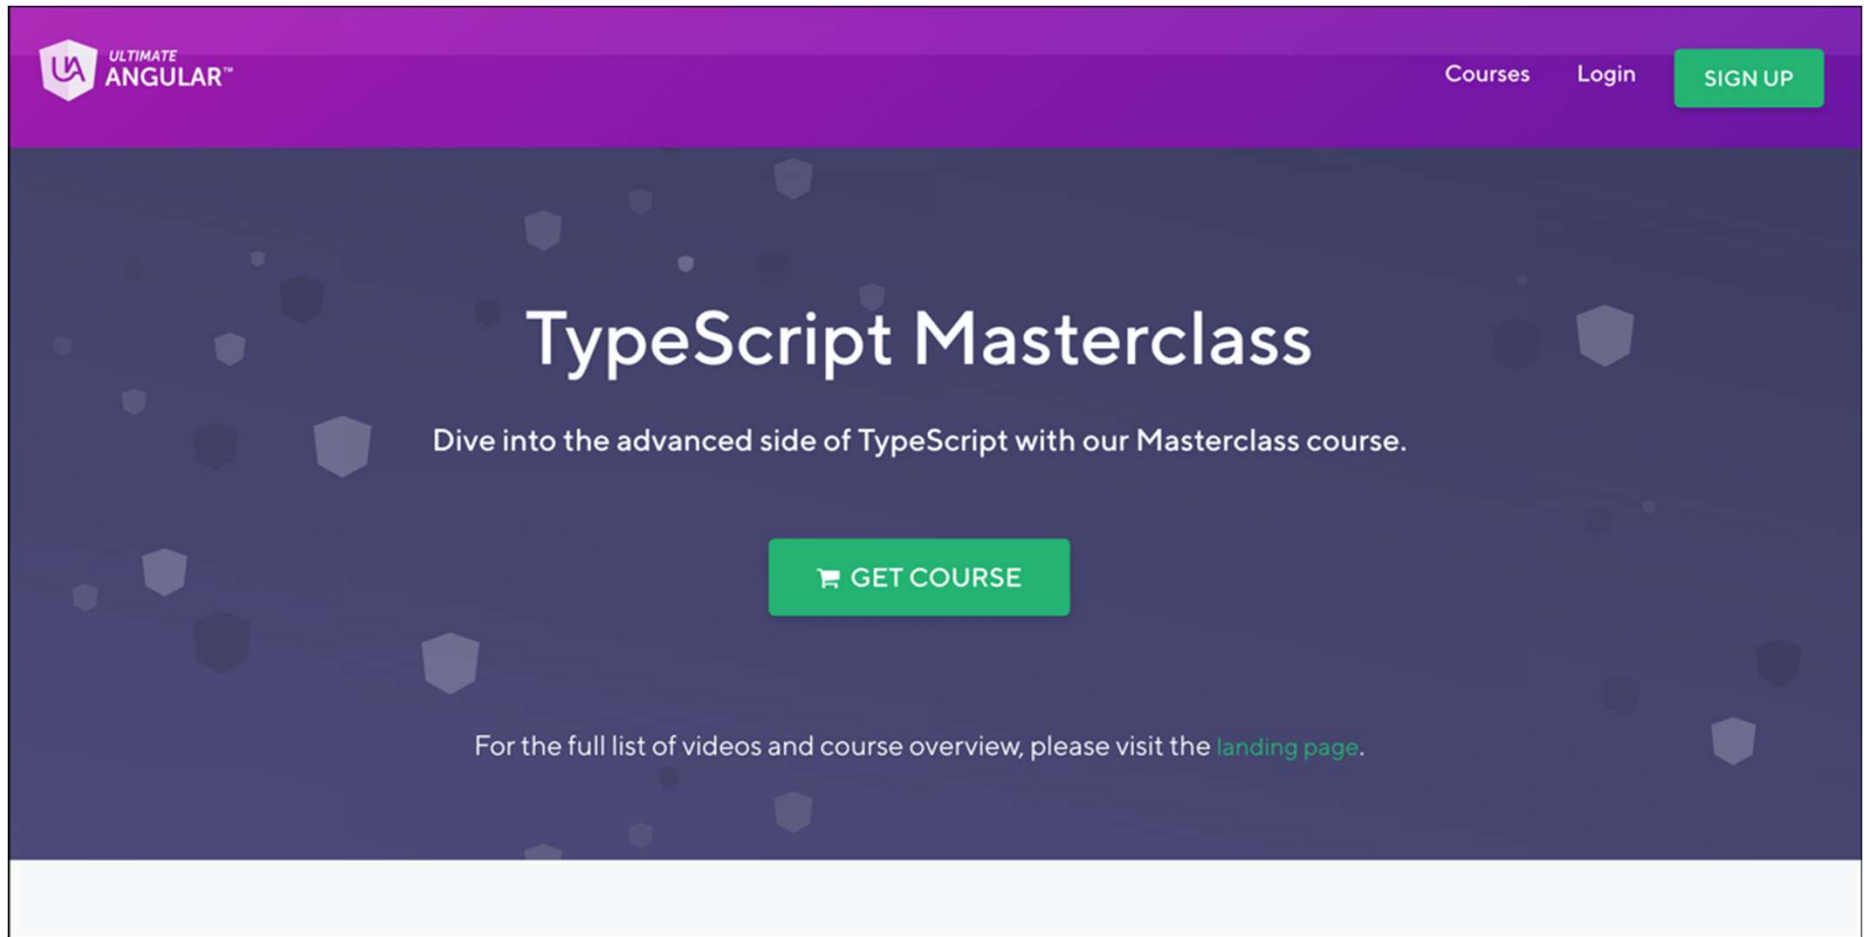 UA
ULTIMATE
ANGULAR™
Courses Login SIGN UP
TypeScript Masterclass
Dive into the advanced side of TypeScript with our Masterclass course.
GET COURSE
For the full list of videos and course overview, please visit the landing page.